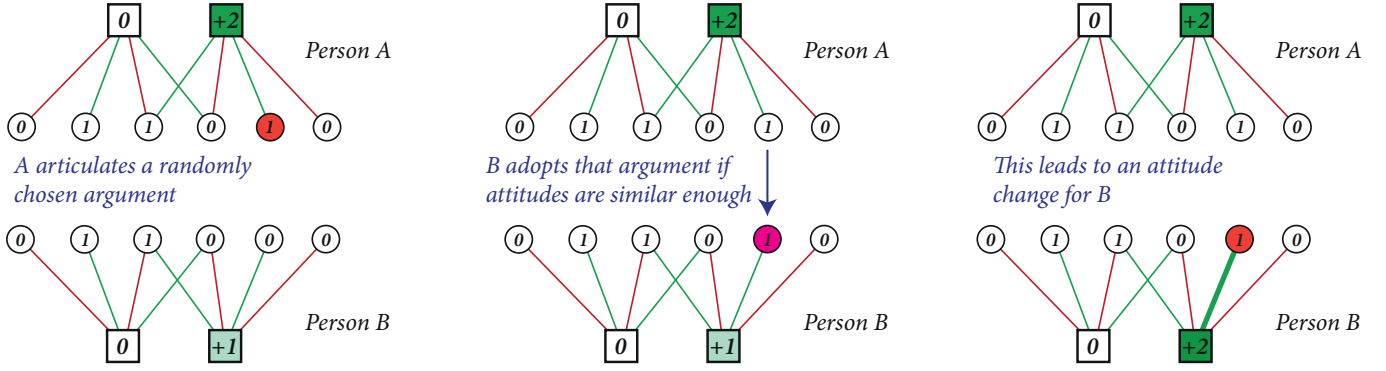 0 +2
Person A
0 1 1 0 1 0
A articulates a randomly
chosen argument
0 1 1 0 0 0
Person B
0 +1
0 +2
Person A
0 1 1 0 1 0
B adopts that argument if
attitudes are similar enough
0 1 1 0 1 0
Person B
0 +1
0 +2
Person A
0 1 1 0 1 0
This leads to an attitude
change for B
0 1 1 0 1 0
Person B
0 +2